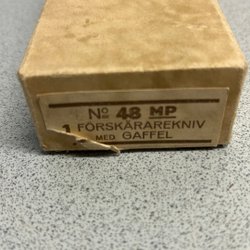 No 48 MP
1 FÖRSKÄRAREKNIV
MED GAFFEL